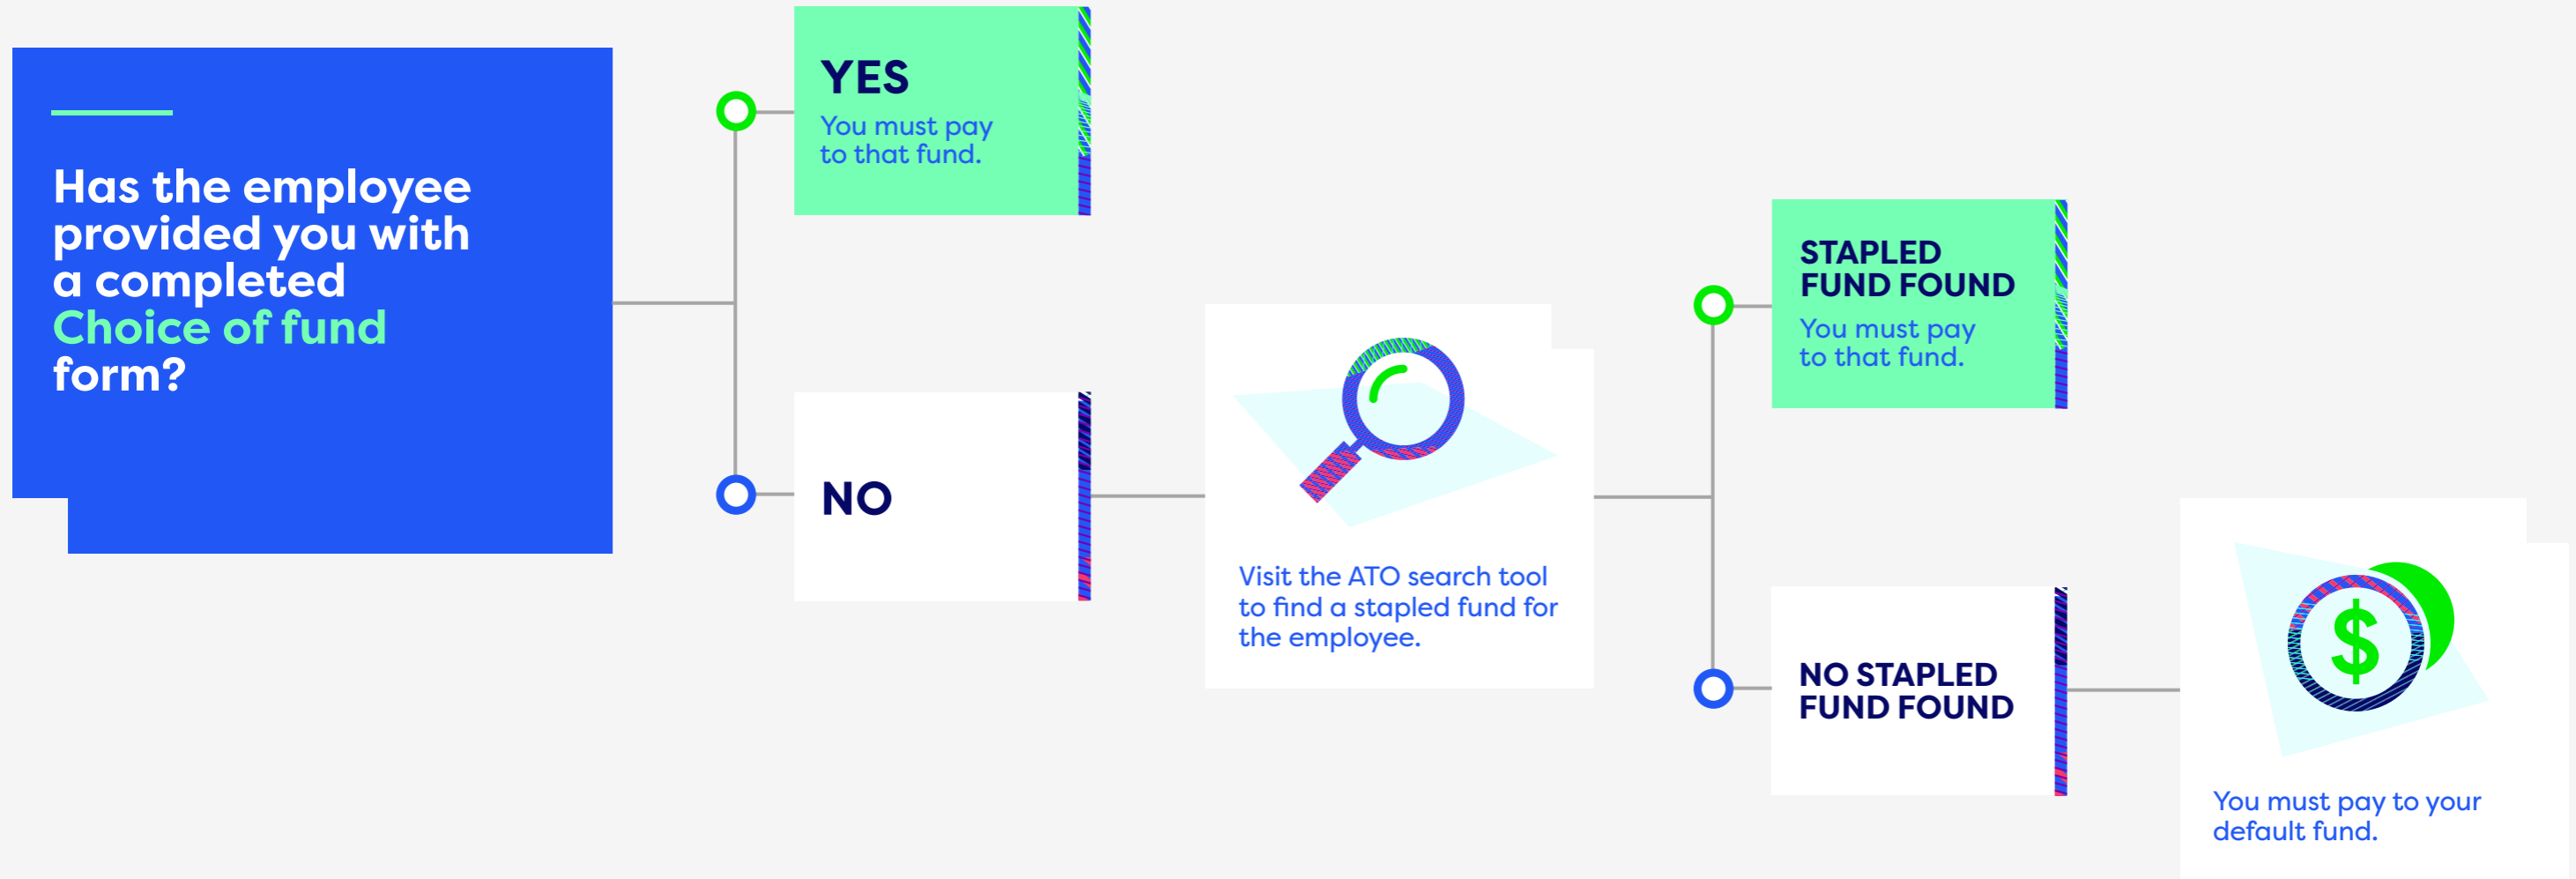 Has the employee
provided you with
a completed
Choice of fund
form?
YES
You must pay
to that fund.
NO
Visit the ATO search tool
to find a stapled fund for
the employee.
STAPLED
FUND FOUND
You must pay
to that fund.
NO STAPLED
FUND FOUND
$
You must pay to your
default fund.